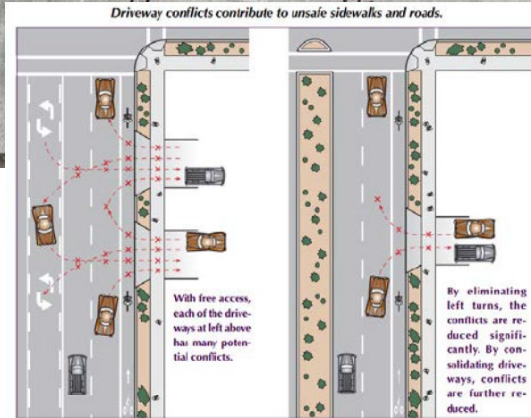 Driveway conflicts contribute to unsafe sidewalks and roads.
With free access,
each of the drive-
ways at left above
has many poten-
tial conflicts.
By eliminating
left turns, the
conflicts are re-
duced signifi-
cantly. By con-
solidating drive-
ways, conflicts
are further re-
duced.